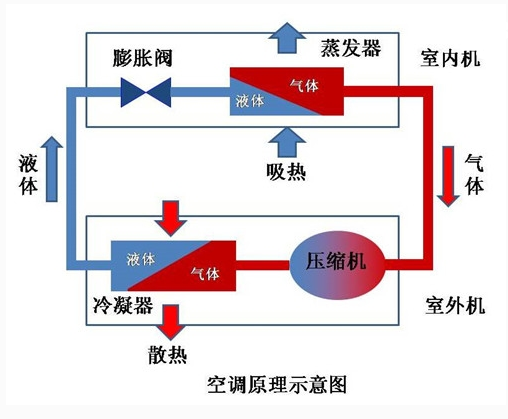 膨胀阀
蒸发器
室内机
气体
液体
吸热
液体
气体
液体
气体
压缩机
冷凝器
室外机
散热
空调原理示意图